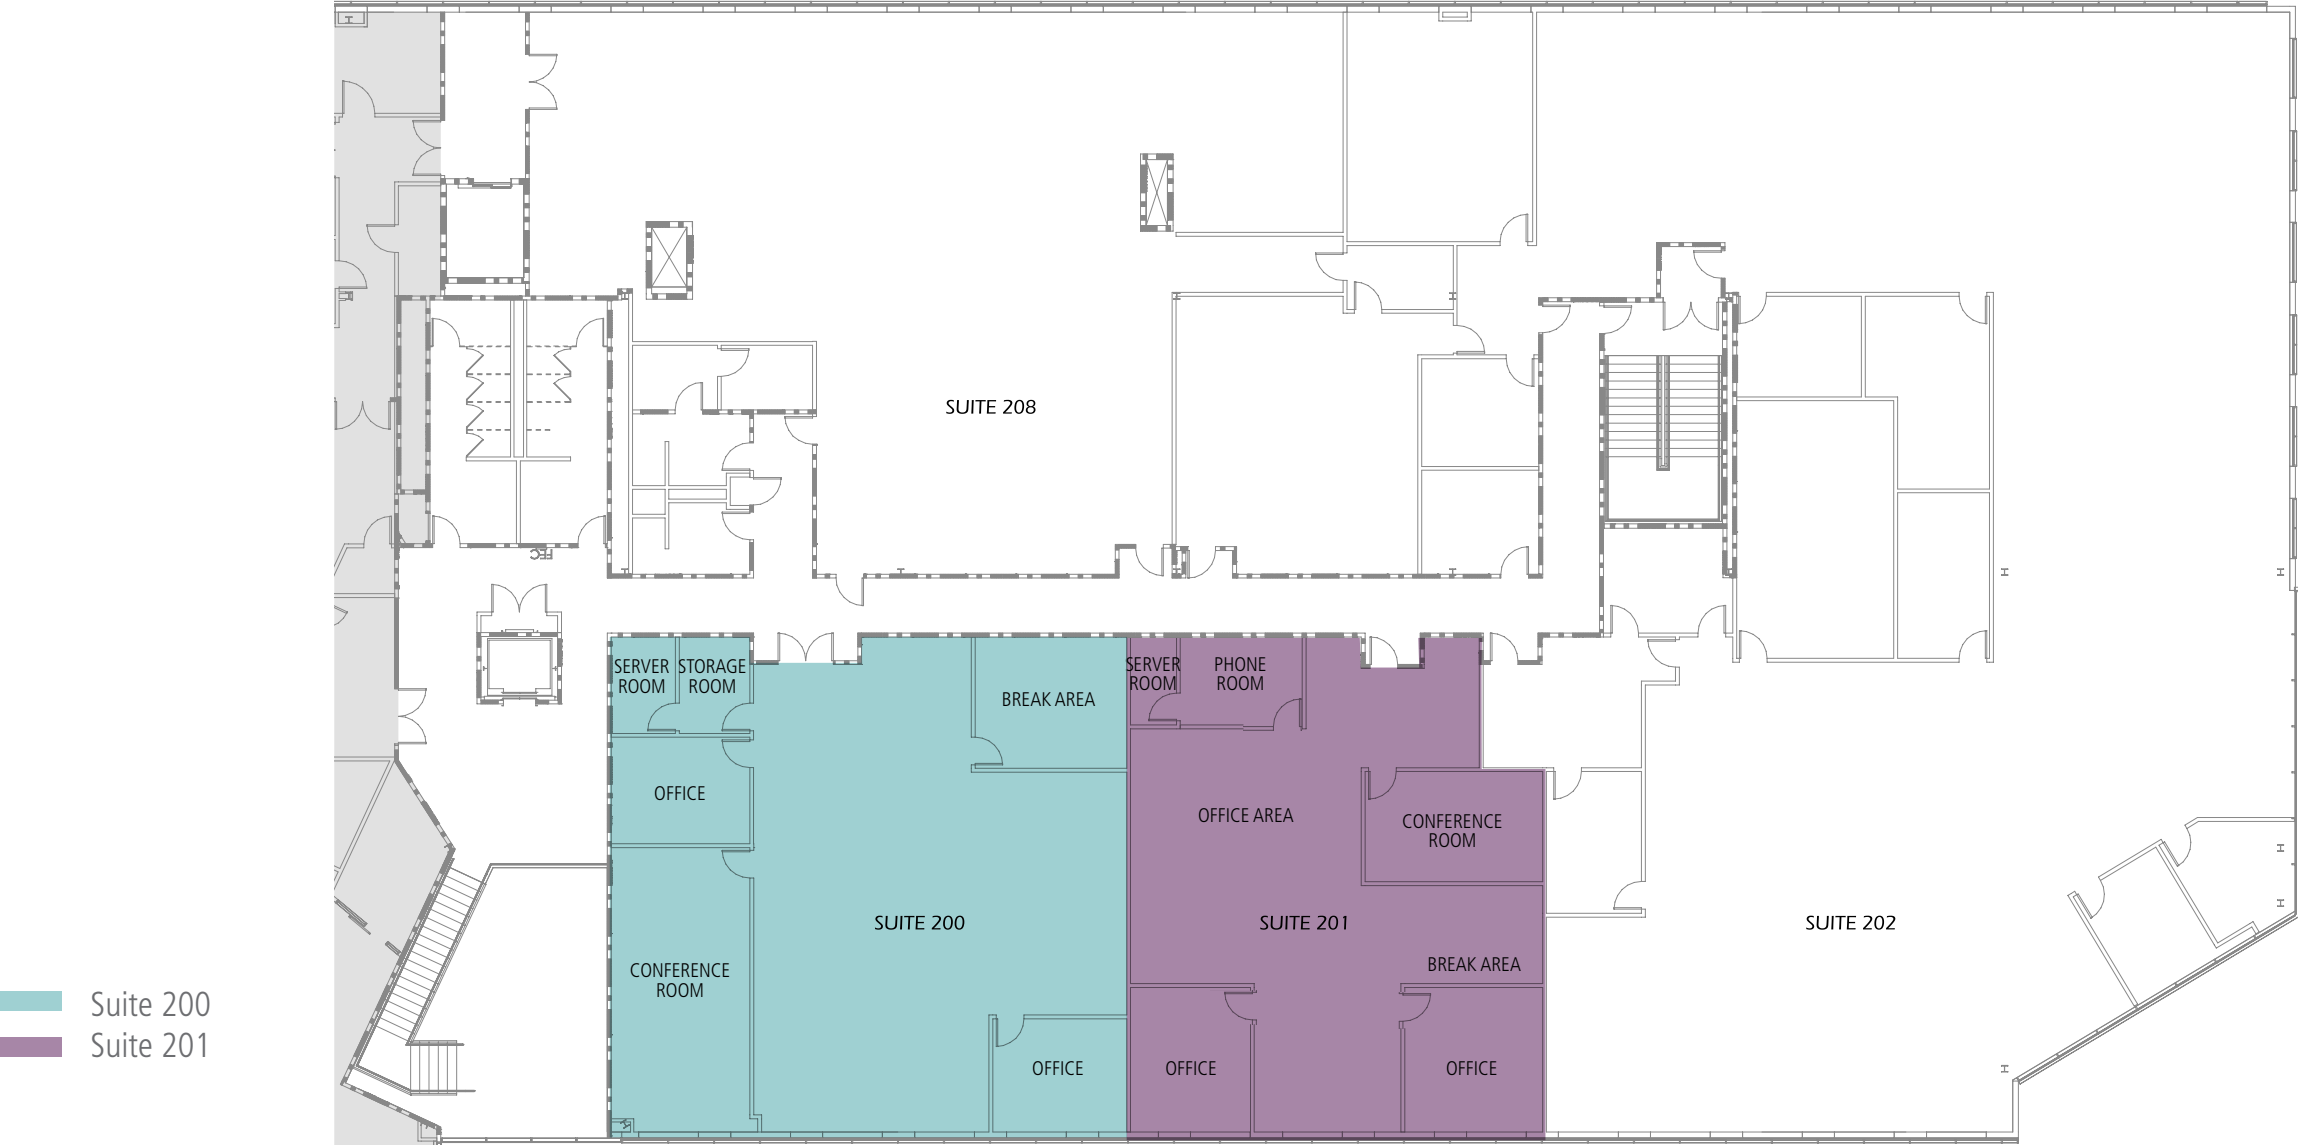 SUITE 208
FEC
SERVER
ROOM
STORAGE
ROOM
BREAK AREA
SERVER
ROOM
PHONE
ROOM
OFFICE
OFFICE AREA
CONFERENCE
ROOM
SUITE 200
SUITE 201
SUITE 202
CONFERENCE
ROOM
BREAK AREA
OFFICE
OFFICE
OFFICE
Suite 200
Suite 201